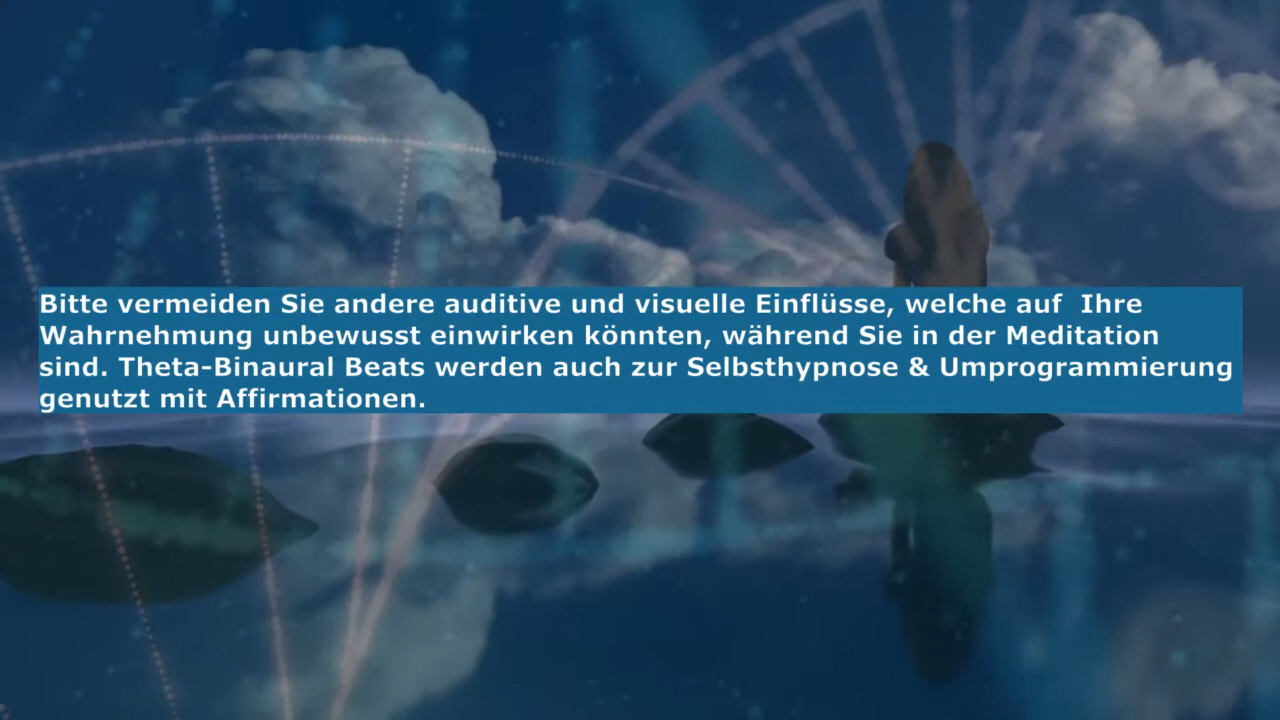 Bitte vermeiden Sie andere auditive und visuelle Einflüsse, welche auf  Ihre
Wahrnehmung unbewusst einwirken könnten, während Sie in der Meditation
sind. Theta-Binaural Beats werden auch zur Selbsthypnose & Umprogrammierung
genutzt mit Affirmationen.